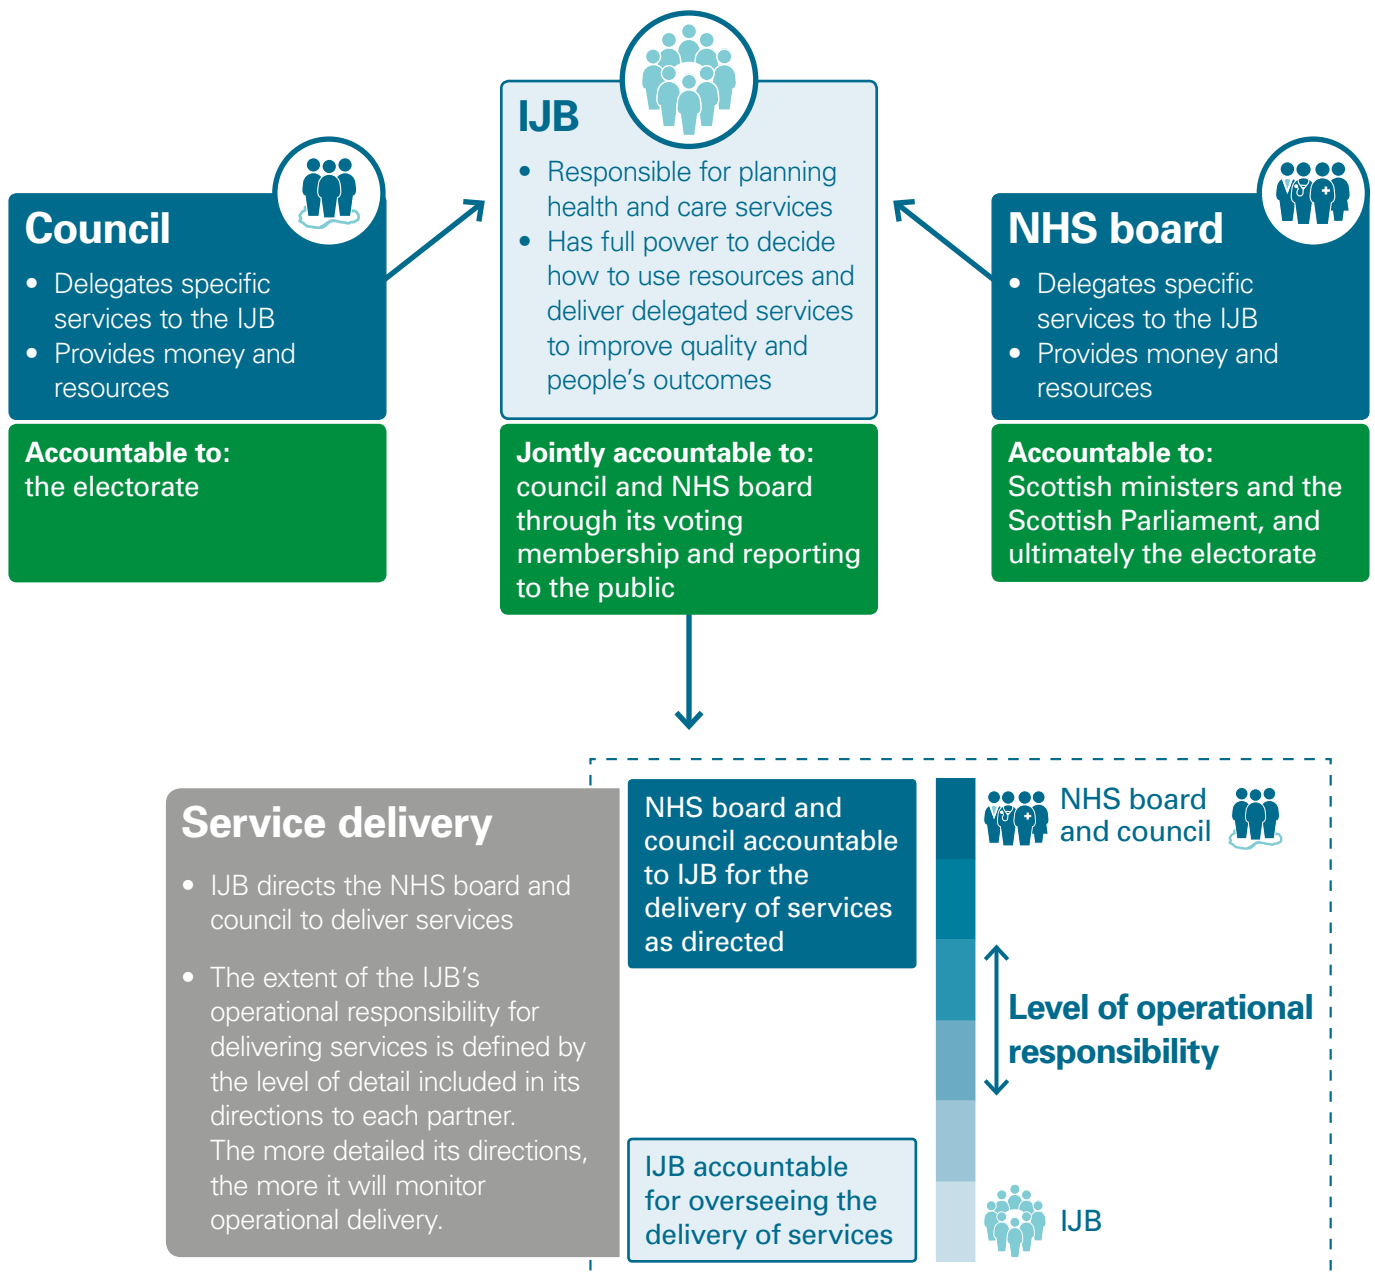 Council
• Delegates specific
services to the IJB
• Provides money and
resources
Accountable to:
the electorate
IJB
• Responsible for planning
health and care services
• Has full power to decide
how to use resources and
deliver delegated services
to improve quality and
people’s outcomes
Jointly accountable to:
council and NHS board
through its voting
membership and reporting
to the public
NHS board
• Delegates specific
services to the IJB
• Provides money and
resources
Accountable to:
Scottish ministers and the
Scottish Parliament, and
ultimately the electorate
Service delivery
• IJB directs the NHS board and
council to deliver services
• The extent of the IJB’s
operational responsibility for
delivering services is defined by
the level of detail included in its
directions to each partner.
The more detailed its directions,
the more it will monitor
operational delivery.
NHS board and
council accountable
to IJB for the
delivery of services
as directed
IJB accountable
for overseeing the
delivery of services
NHS board
and council
Level of operational
responsibility
IJB